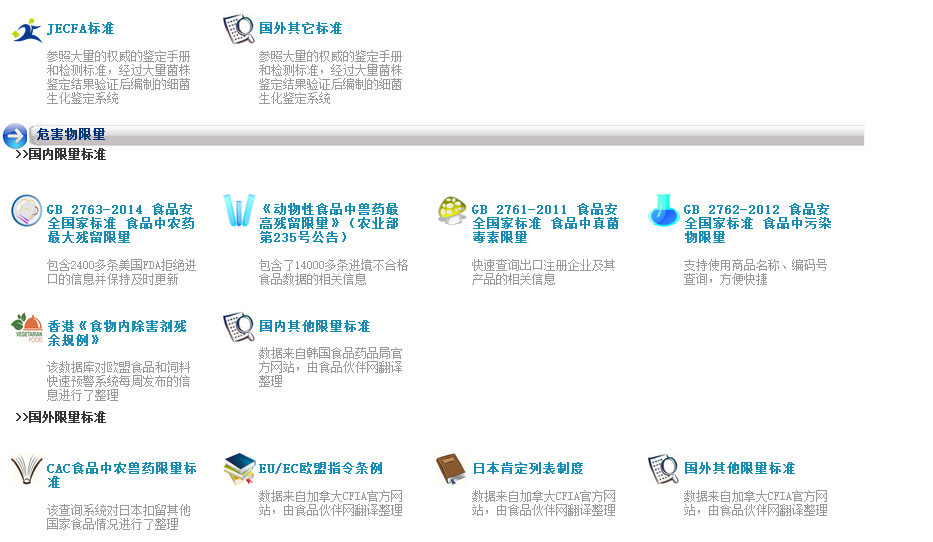 JECFA标准
参照大量的权威的鉴定手册
和检测标准，经过大量菌株
鉴定结果验证后编制的细菌
生化鉴定系统
国外其它标准
参照大量的权威的鉴定手册
和检测标准，经过大量菌株
鉴定结果验证后编制的细菌
生化鉴定系统
危害物限量
>>国内限量标准
GB 2763-2014 食品安
全国家标准 食品中农药
最大残留限量
包含2400多条美国FDA拒绝进
口的信息并保持及时更新
《动物性食品中兽药最
高残留限量》（农业部
第235号公告）
包含了14000多条进境不合格
食品数据的相关信息
GB 2761-2011 食品安
全国家标准 食品中真菌
毒素限量
快速查询出口注册企业及其
产品的相关信息
GB 2762-2012 食品安
全国家标准 食品中污染
物限量
支持使用商品名称、编码号
查询，方便快捷
VEGETARIAN
FOOD
香港《食物内除害剂残
余规例》
该数据库对欧盟食品和饲料
快速预警系统每周发布的信
息进行了整理
国内其他限量标准
数据来自韩国食品药品局官
方网站，由食品伙伴网翻译
整理
>>国外限量标准
CAC食品中农兽药限量标
准
该查询系统对日本扣留其他
国家食品情况进行了整理
EU/EC欧盟指令条例
数据来自加拿大CFIA官方网
站，由食品伙伴网翻译整理
日本肯定列表制度
数据来自加拿大CFIA官方网
站，由食品伙伴网翻译整理
国外其他限量标准
数据来自加拿大CFIA官方网
站，由食品伙伴网翻译整理